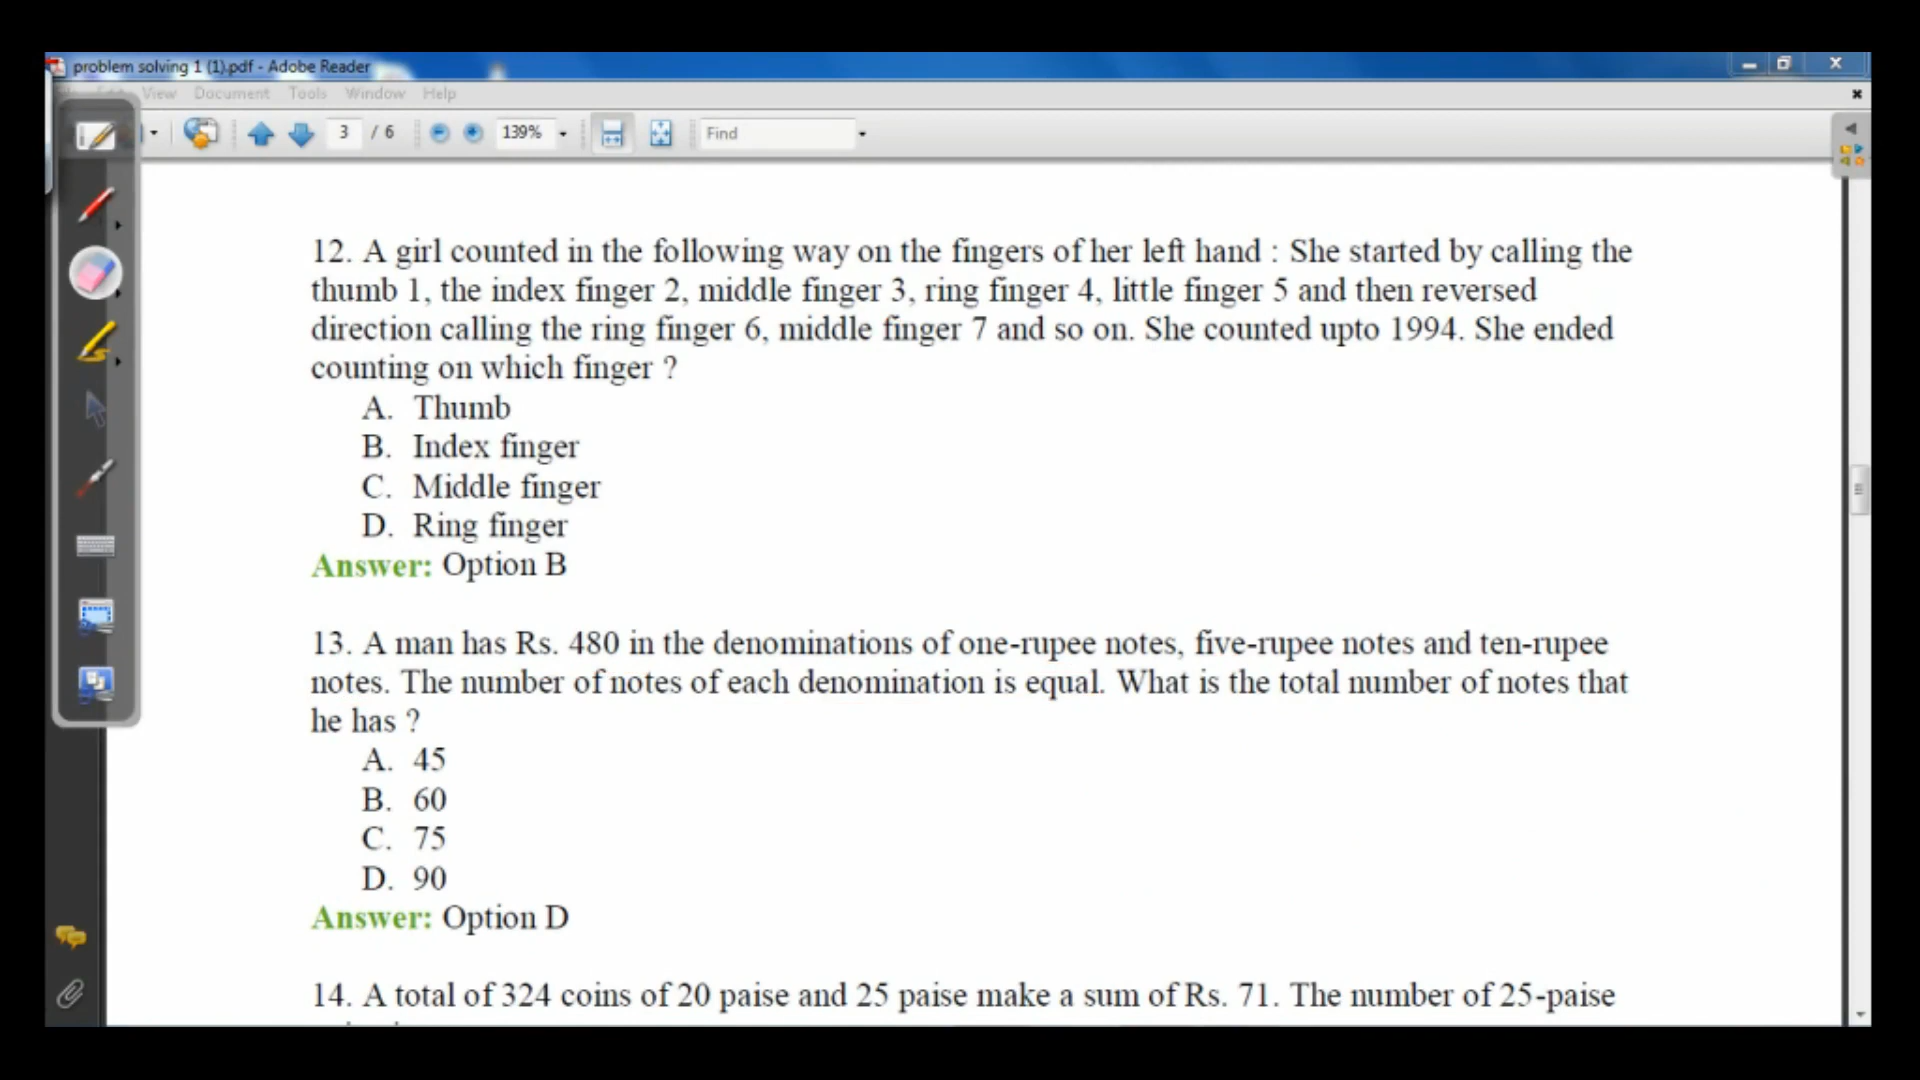 problem solving 1 (1).pdf - Adobe Reader
View Document Tools Window Help
3 / 6 139% Find
12. A girl counted in the following way on the fingers of her left hand : She started by calling the
thumb 1, the index finger 2, middle finger 3, ring finger 4, little finger 5 and then reversed
direction calling the ring finger 6, middle finger 7 and so on. She counted upto 1994. She ended
counting on which finger ?
A. Thumb
B. Index finger
C. Middle finger
D. Ring finger
Answer: Option B
13. A man has Rs. 480 in the denominations of one-rupee notes, five-rupee notes and ten-rupee
notes. The number of notes of each denomination is equal. What is the total number of notes that
he has ?
A. 45
B. 60
C. 75
D. 90
Answer: Option D
14. A total of 324 coins of 20 paise and 25 paise make a sum of Rs. 71. The number of 25-paise